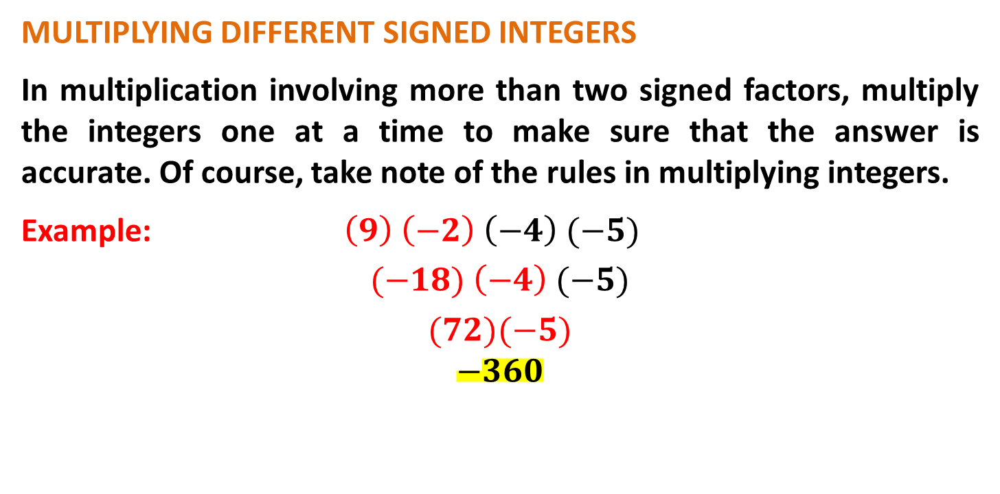 MULTIPLYING DIFFERENT SIGNED INTEGERS
In multiplication involving more than two signed factors, multiply
the integers one at a time to make sure that the answer is
accurate. Of course, take note of the rules in multiplying integers.
Example: (9) (−2) (−4) (−5)
(−18) (−4) (−5)
(72)(−5)
−360